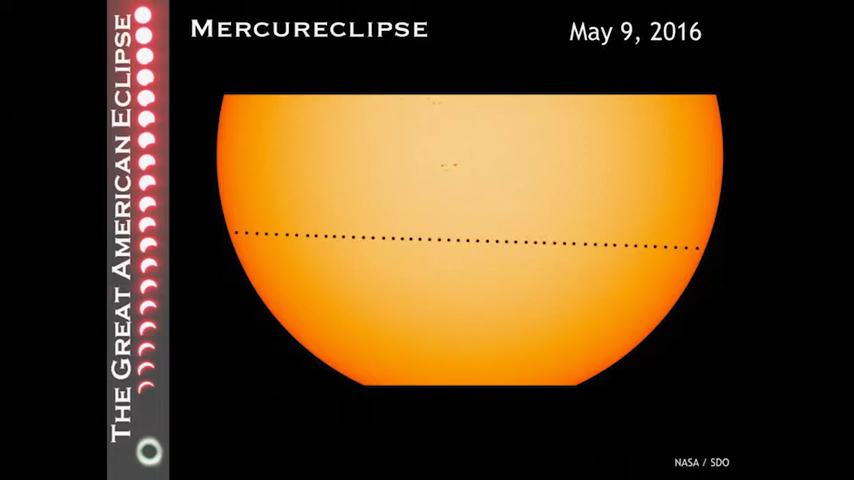 THE GREAT AMERICAN ECLIPSE
MERCURECLIPSE
May 9, 2016
NASA / SDO